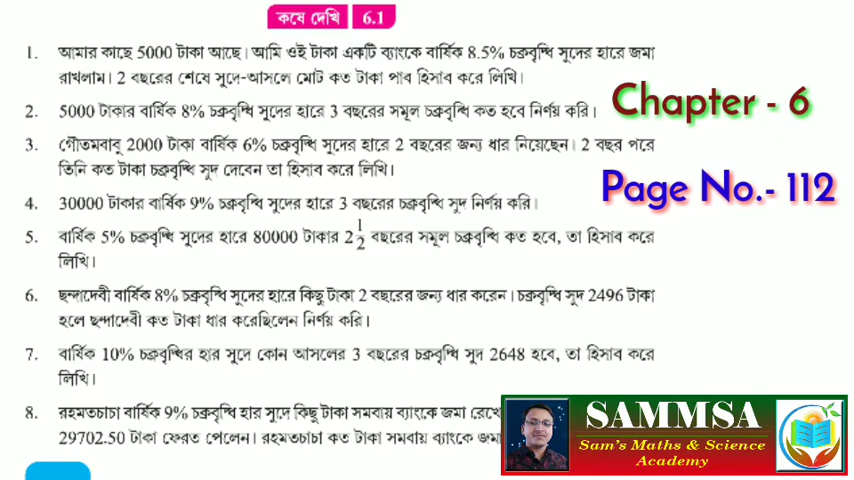 কষে দেখি 6.1
1. আমার কাছে 5000 টাকা আছে। আমি ওই টাকা একটি ব্যাংকে বার্ষিক 8.5% চক্রবৃদ্ধি সুদের হারে জমা
রাখলাম। 2 বছরের শেষে সুদে-আসলে মোট কত টাকা পাব হিসাব করে লিখি।
2. 5000 টাকার বার্ষিক 8% চক্রবৃদ্ধি সুদের হারে 3 বছরের সমূল চক্রবৃদ্ধি কত হবে নির্ণয় করি।
3. গৌতমবাবু 2000 টাকা বার্ষিক 6% চক্রবৃদ্ধি সুদের হারে 2 বছরের জন্য ধার নিয়েছেন। 2 বছর পরে
তিনি কত টাকা চক্রবৃদ্ধি সুদ দেবেন তা হিসাব করে লিখি।
4. 30000 টাকার বার্ষিক 9% চক্রবৃদ্ধি সুদের হারে 3 বছরের চক্রবৃদ্ধি সুদ নির্ণয় করি।
5. বার্ষিক 5% চক্রবৃদ্ধি সুদের হারে 80000 টাকার 2 1/2 বছরের সমূল চক্রবৃদ্ধি কত হবে, তা হিসাব করে
লিখি।
6. ছন্দাদেবী বার্ষিক 8% চক্রবৃদ্ধি সুদের হারে কিছু টাকা 2 বছরের জন্য ধার করেন। চক্রবৃদ্ধি সুদ 2496 টাকা
হলে ছন্দাদেবী কত টাকা ধার করেছিলেন নির্ণয় করি।
7. বার্ষিক 10% চক্রবৃদ্ধির হার সুদে কোন আসলের 3 বছরের চক্রবৃদ্ধি সুদ 2648 হবে, তা হিসাব করে
লিখি।
8. রহমতচাচা বার্ষিক 9% চক্রবৃদ্ধি হার সুদে কিছু টাকা সমবায় ব্যাংকে জমা
29702.50 টাকা ফেরত পেলেন। রহমতচাচা কত টাকা সমবায় ব্যাংকে
Chapter - 6
Page No.- 112
SAMMSA
Sam's Maths & Science
Academy